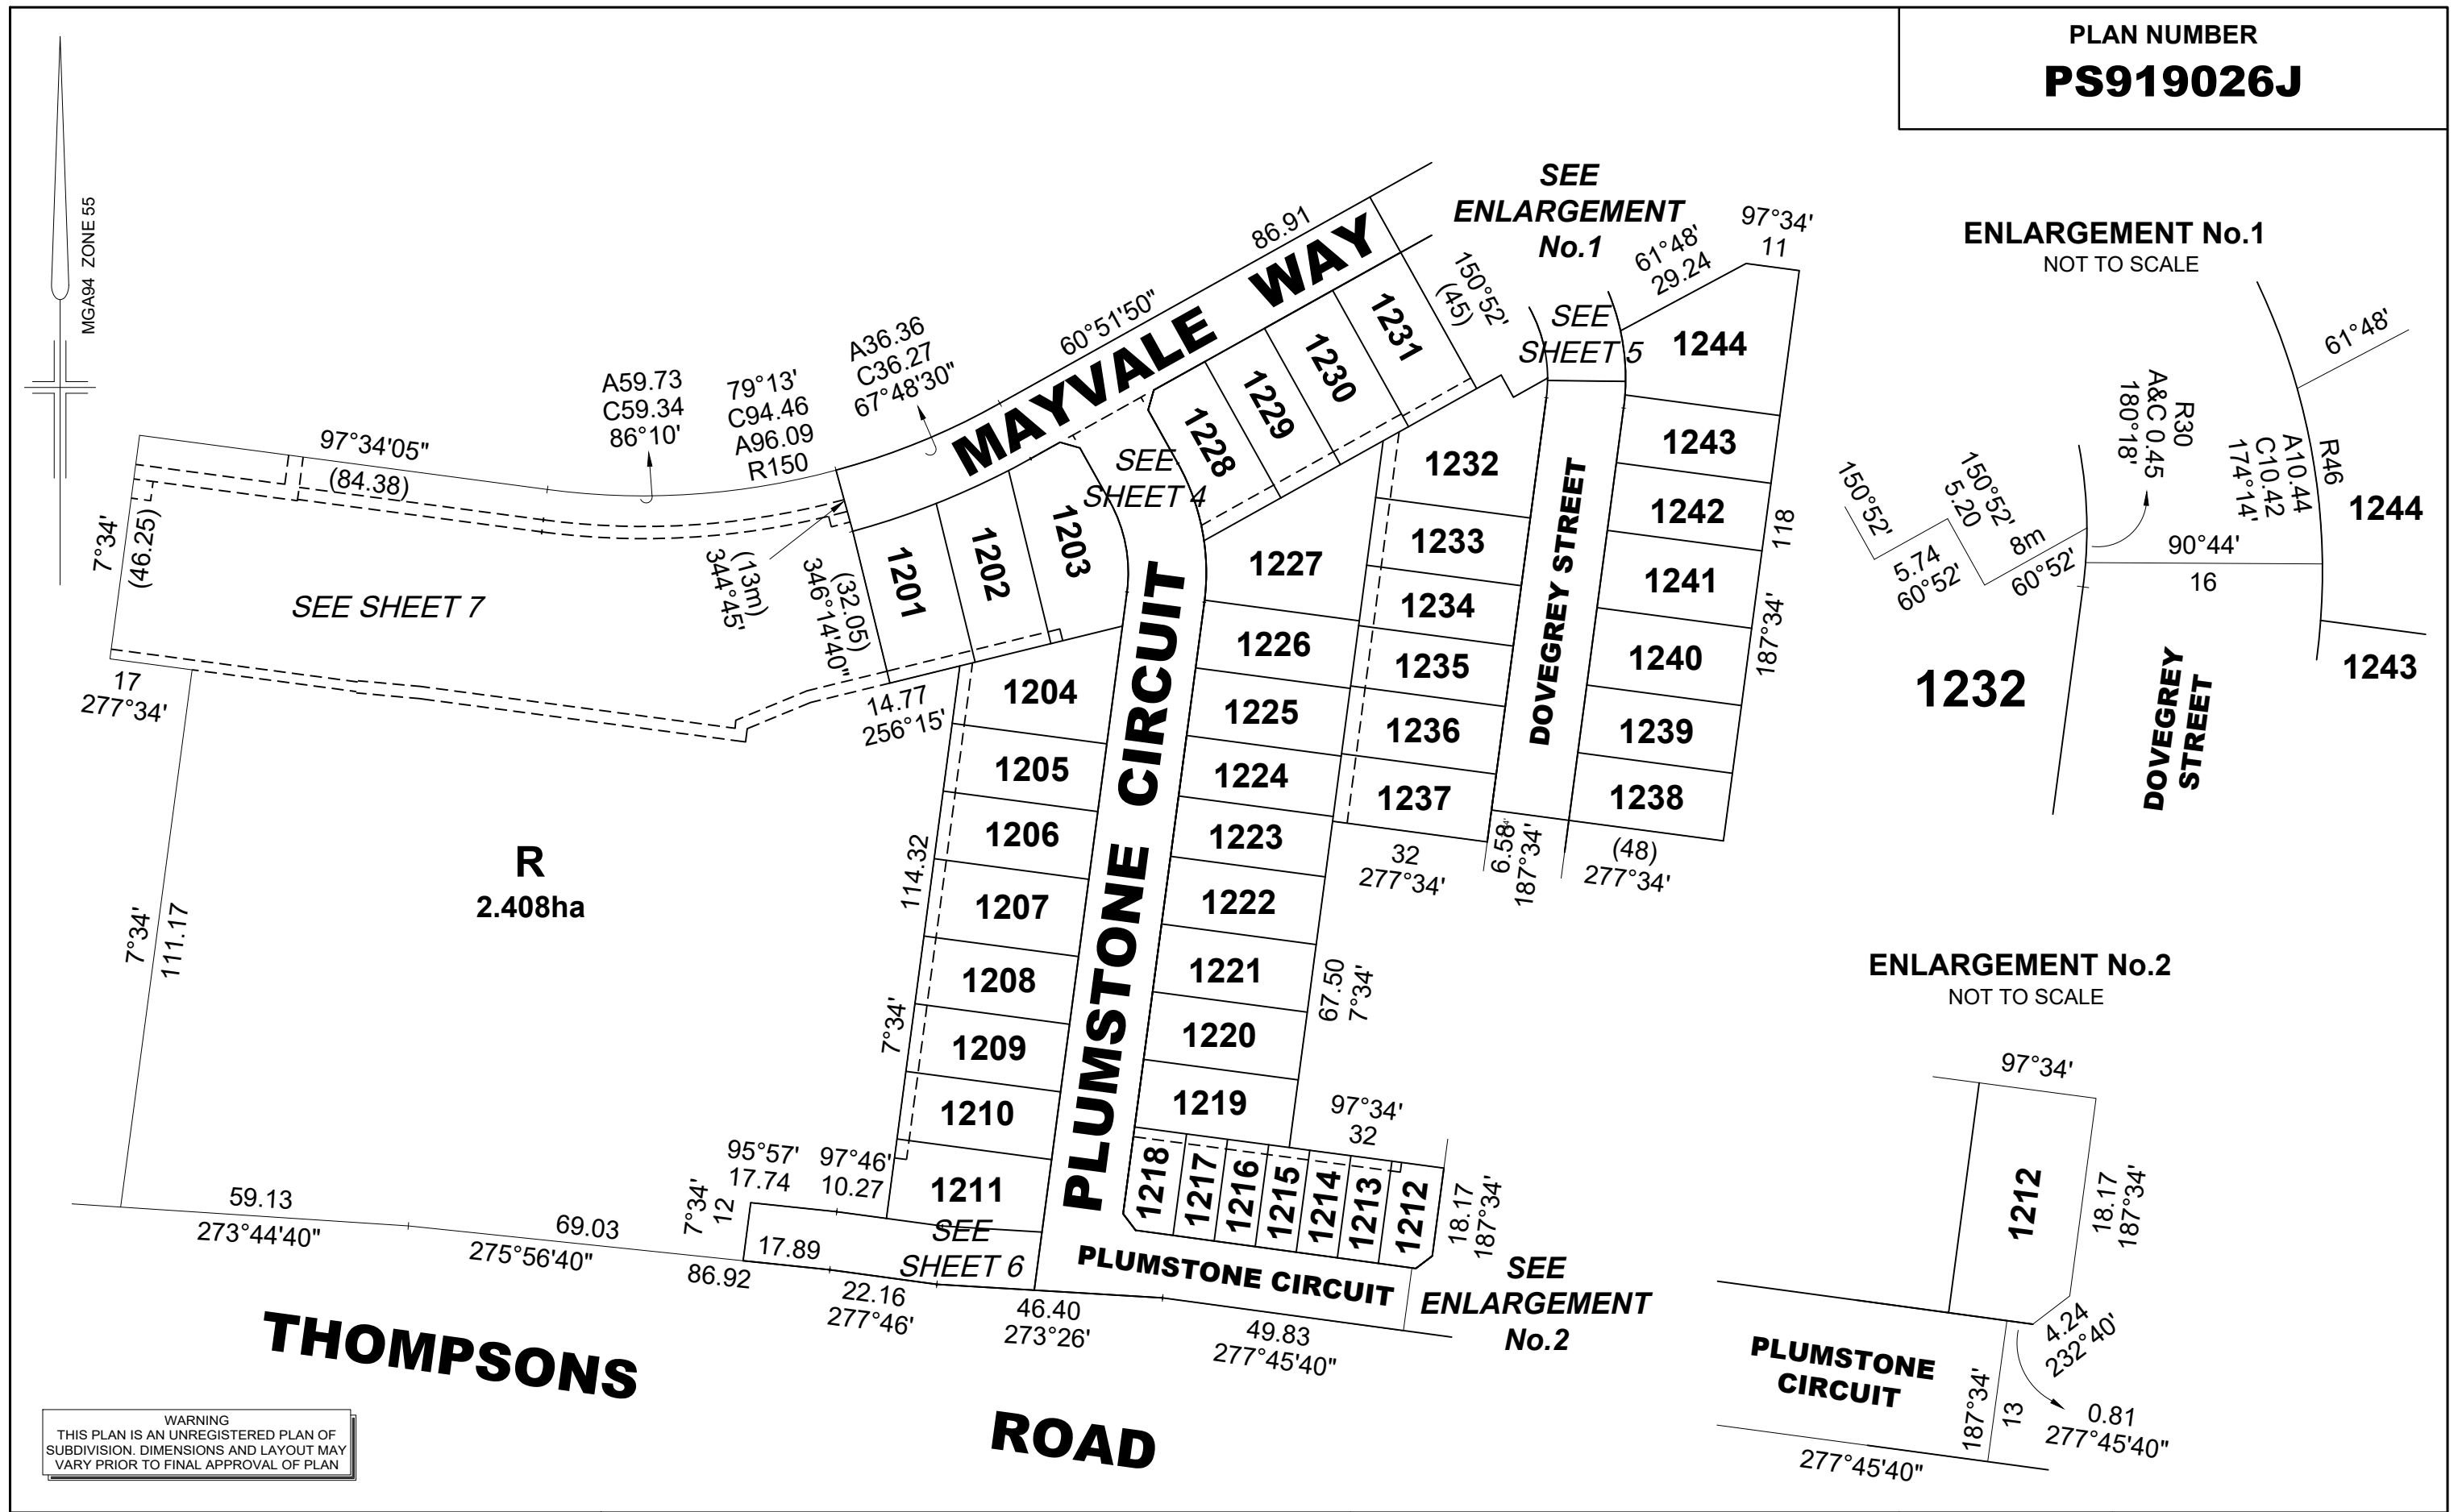 PLAN NUMBER
PS919026J
MGA94 ZONE 55
SEE
ENLARGEMENT
No.1
97°34'
11
61°48'
29.24
86.91
60°51'50"
MAYVALE WAY
150°52'
(45)
A36.36
C36.27
67°48'30"
79°13'
C94.46
A96.09
R150
A59.73
C59.34
86°10'
97°34'05"
(84.38)
7°34'
(46.25)
SEE SHEET 7
(13m)
344°45'
(32.05)
346°14'40"
17
277°34'
14.77
256°15'
1201
1202
1203
SEE
SHEET 4
1228
1229
1230
1231
SEE
SHEET 5
1244
1243
1242
1241
1240
1239
1238
118
187°34'
DOVEGREY STREET
1232
1233
1234
1235
1236
1237
32
277°34'
6.58
187°34'
(48)
277°34'
1227
1226
1225
1224
1223
1222
1221
1220
1219
67.50
7°34'
PLUMSTONE CIRCUIT
1204
1205
1206
1207
1208
1209
1210
1211
114.32
7°34'
R
2.408ha
7°34'
111.17
97°34'
32
1218
1217
1216
1215
1214
1213
1212
18.17
187°34'
SEE
ENLARGEMENT
No.2
PLUMSTONE CIRCUIT
95°57'
17.74
97°46'
10.27
7°34'
12
17.89
SEE
SHEET 6
59.13
273°44'40"
69.03
275°56'40"
86.92
22.16
277°46'
46.40
273°26'
49.83
277°45'40"
THOMPSONS
ROAD
WARNING
THIS PLAN IS AN UNREGISTERED PLAN OF
SUBDIVISION. DIMENSIONS AND LAYOUT MAY
VARY PRIOR TO FINAL APPROVAL OF PLAN
ENLARGEMENT No.1
NOT TO SCALE
61°48'
R30
A&C 0.45
180°18'
R46
A10.44
C10.42
174°14'
1244
150°52'
150°52'
5.20
5.74
60°52'
8m
60°52'
90°44'
16
1232
DOVEGREY
STREET
1243
ENLARGEMENT No.2
NOT TO SCALE
97°34'
1212
18.17
187°34'
4.24
232°40'
PLUMSTONE
CIRCUIT
187°34'
13
0.81
277°45'40"
277°45'40"